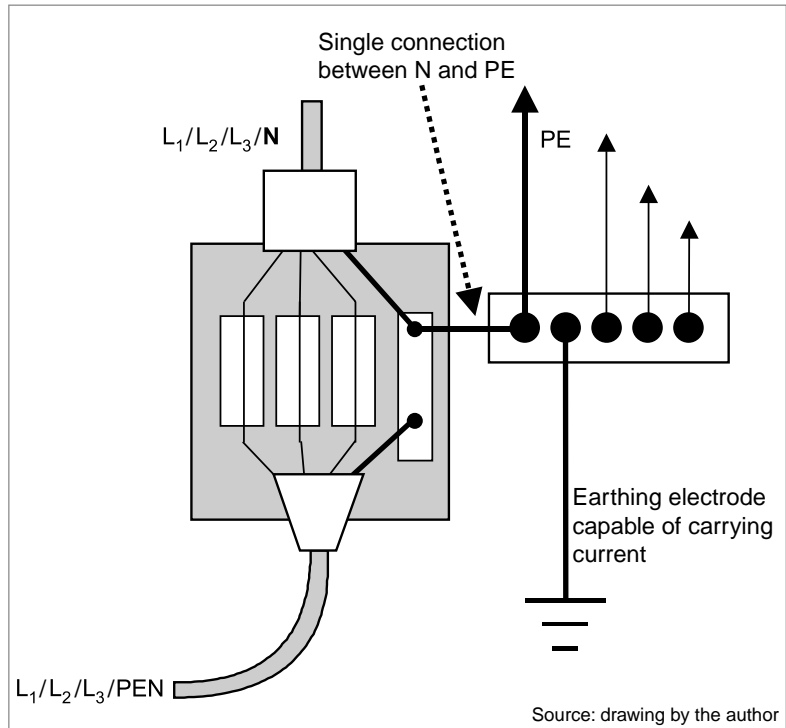 Single connection
between N and PE
L₁/L₂/L₃/N
PE
Earthing electrode
capable of carrying
current
L₁/L₂/L₃/PEN
Source: drawing by the author